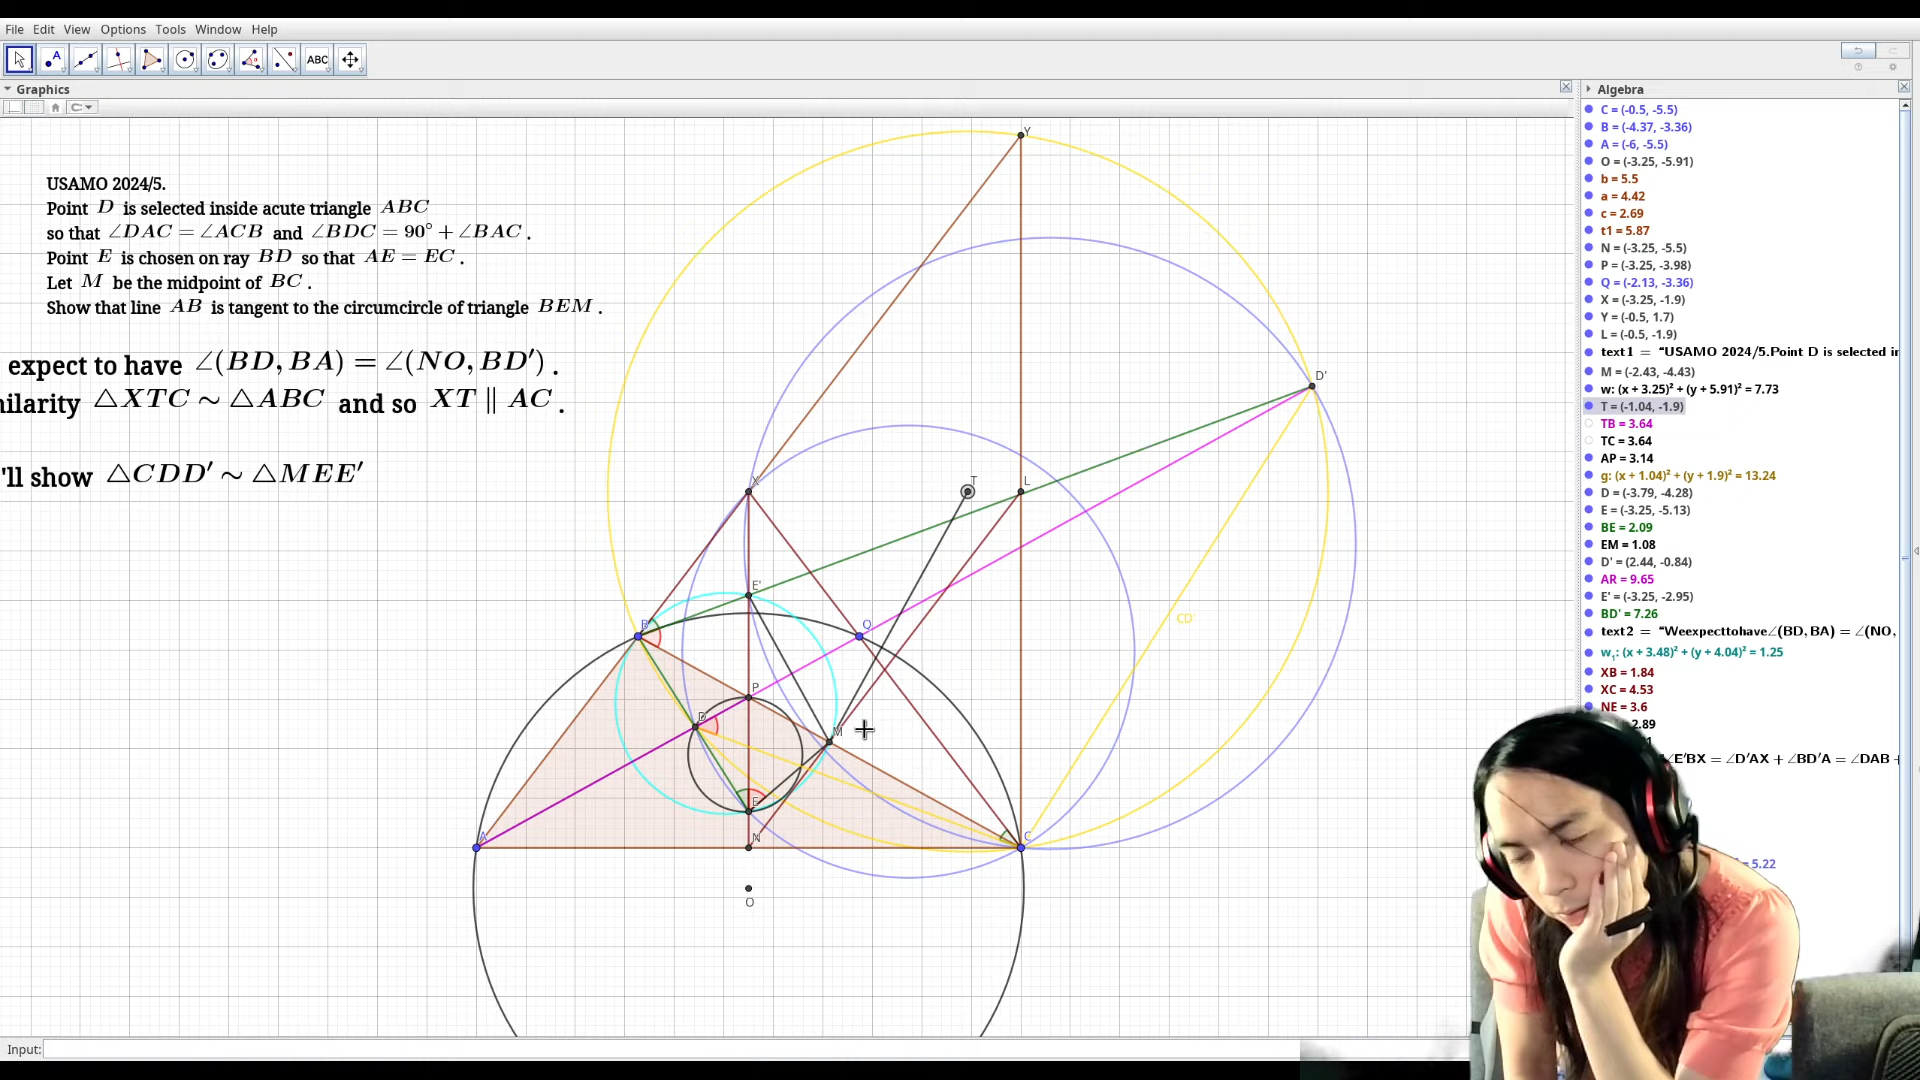 File Edit View Options Tools Window Help
A
ABC
Graphics
USAMO 2024/5.
Point D is selected inside acute triangle ABC
so that ∠DAC = ∠ACB and ∠BDC = 90° + ∠BAC .
Point E is chosen on ray BD so that AE = EC .
Let M be the midpoint of BC .
Show that line AB is tangent to the circumcircle of triangle BEM .
expect to have ∠(BD, BA) = ∠(NO, BD′) .
similarity △XTC ∼ △ABC and so XT ∥ AC .
'll show △CDD′ ∼ △MEE′
Y
D'
X
T
L
E'
CD'
B
Q
P
D
M
E
N
A
C
O
Input:
Algebra
C = (-0.5, -5.5)
B = (-4.37, -3.36)
A = (-6, -5.5)
O = (-3.25, -5.91)
b = 5.5
a = 4.42
c = 2.69
t1 = 5.87
N = (-3.25, -5.5)
P = (-3.25, -3.98)
Q = (-2.13, -3.36)
X = (-3.25, -1.9)
Y = (-0.5, 1.7)
L = (-0.5, -1.9)
text1 = “USAMO 2024/5.Point D is selected in
M = (-2.43, -4.43)
w: (x + 3.25)² + (y + 5.91)² = 7.73
T = (-1.04, -1.9)
TB = 3.64
TC = 3.64
AP = 3.14
g: (x + 1.04)² + (y + 1.9)² = 13.24
D = (-3.79, -4.28)
E = (-3.25, -5.13)
BE = 2.09
EM = 1.08
D' = (2.44, -0.84)
AR = 9.65
E' = (-3.25, -2.95)
BD' = 7.26
text2 = “Weexpecttohave∠(BD, BA) = ∠(NO,
w₁: (x + 3.48)² + (y + 4.04)² = 1.25
XB = 1.84
XC = 4.53
NE = 3.6
2.89
∠E′BX = ∠D′AX + ∠BD′A = ∠DAB +
= 5.22